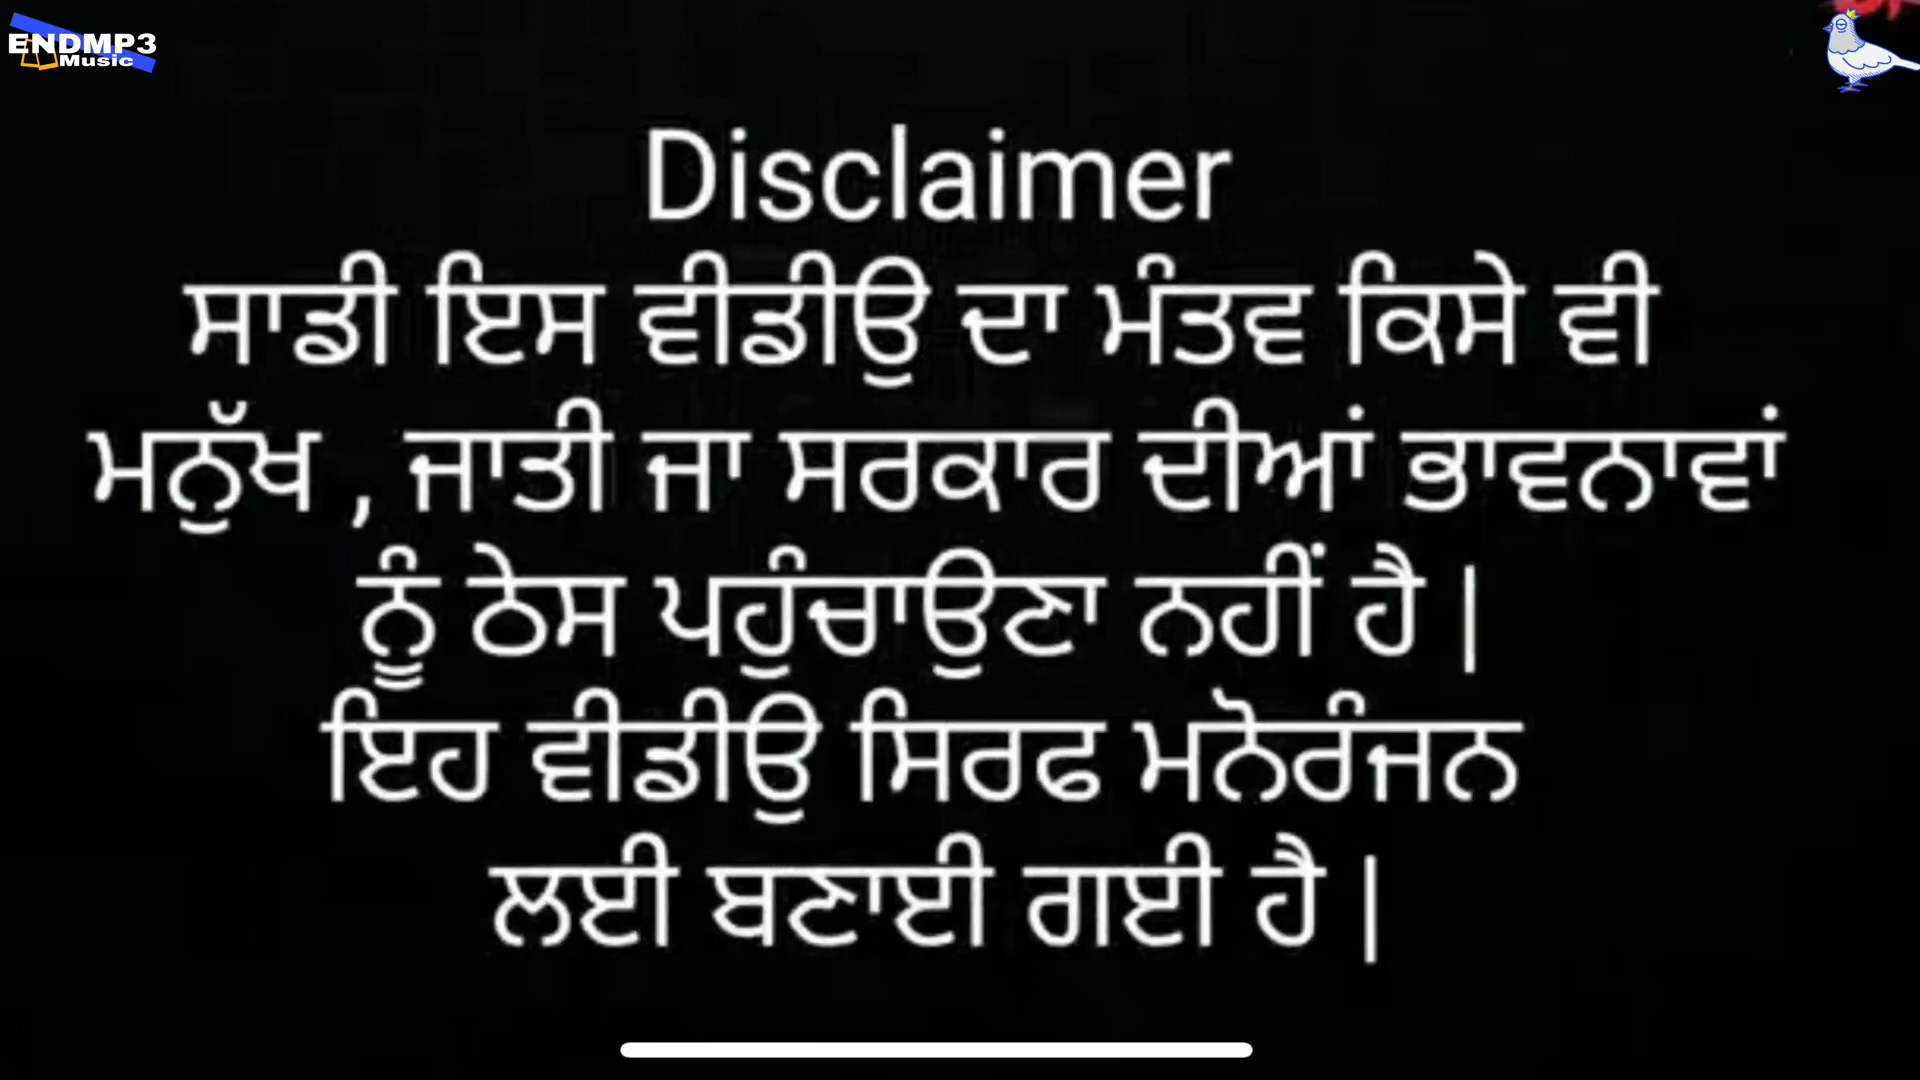 ENDMP3
Music
Disclaimer
ਸਾਡੀ ਇਸ ਵੀਡੀਉ ਦਾ ਮੰਤਵ ਕਿਸੇ ਵੀ
ਮਨੁੱਖ , ਜਾਤੀ ਜਾ ਸਰਕਾਰ ਦੀਆਂ ਭਾਵਨਾਵਾਂ
ਨੂੰ ਠੇਸ ਪਹੁੰਚਾਉਣਾ ਨਹੀਂ ਹੈ |
ਇਹ ਵੀਡੀਉ ਸਿਰਫ ਮਨੋਰੰਜਨ
ਲਈ ਬਣਾਈ ਗਈ ਹੈ |